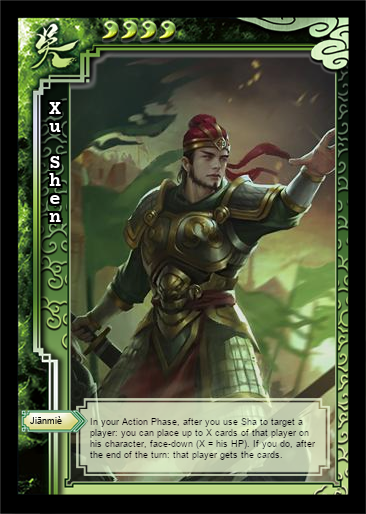 吴
Xu Shen
Jiānmiè
In your Action Phase, after you use Sha to target a
player: you can place up to X cards of that player on
his character, face-down (X = his HP). If you do, after
the end of the turn: that player gets the cards.